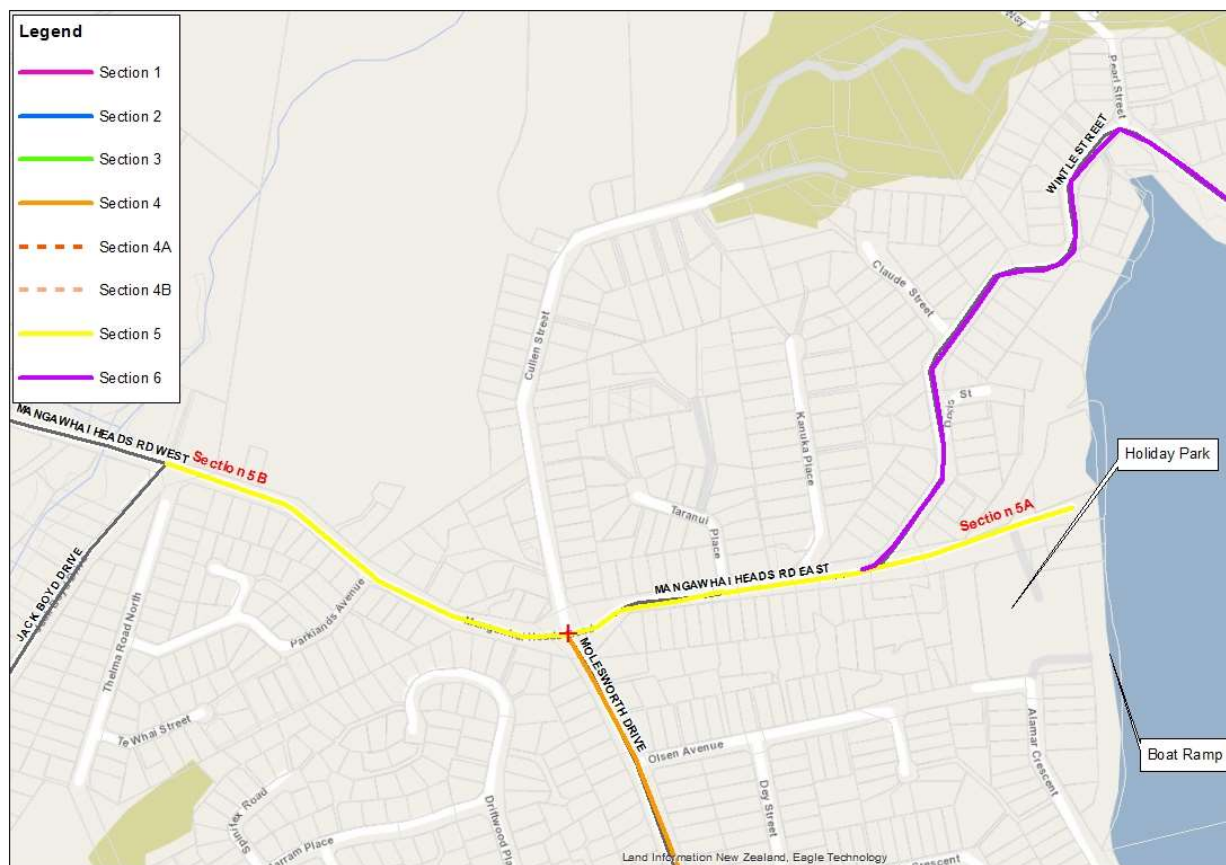 Legend
Section 1
Section 2
Section 3
Section 4
Section 4A
Section 4B
Section 5
Section 6
Way
Pearl Street
WINTLE STREET
Claude Street
Cullen Street
St
Kanuka Place
Taranui Place
MANGAWHAI HEADS RD WEST
Section 5B
Section 5A
Holiday Park
MANGAWHAI HEADS RD EAST
JACK BOYD DRIVE
Thelma Road North
Parklands Avenue
MOLESWORTH DRIVE
Te Whai Street
Olsen Avenue
Alamar Crescent
Boat Ramp
Dey Street
Road
Place
Land Information New Zealand, Eagle Technology
Crescent